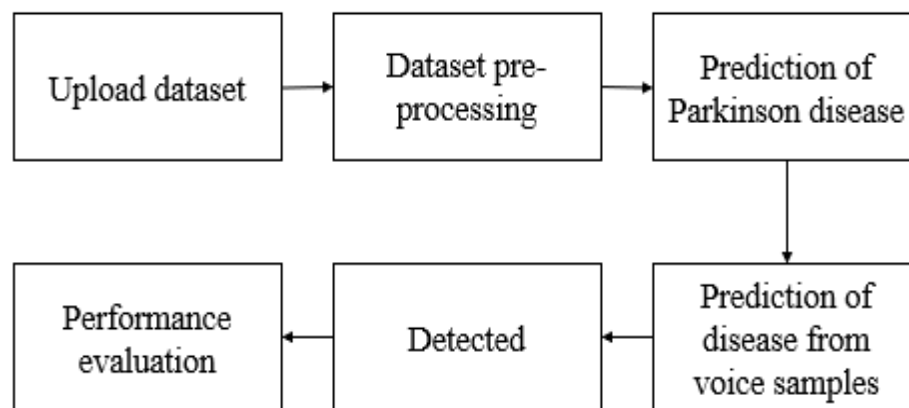 Upload dataset
Dataset pre-
processing
Prediction of
Parkinson disease
Prediction of
disease from
voice samples
Detected
Performance
evaluation